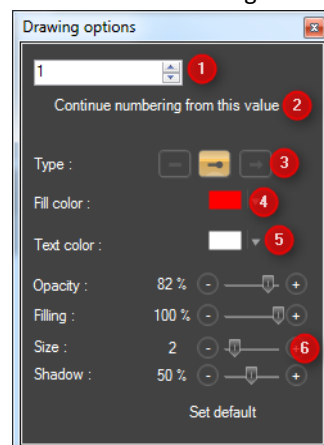 Drawing options
1 1
Continue numbering from this value 2
Type : 3
Fill color : 4
Text color : 5
Opacity : 82 % - +
Filling : 100 % - +
Size : 2 - 6
Shadow : 50 % - +
Set default